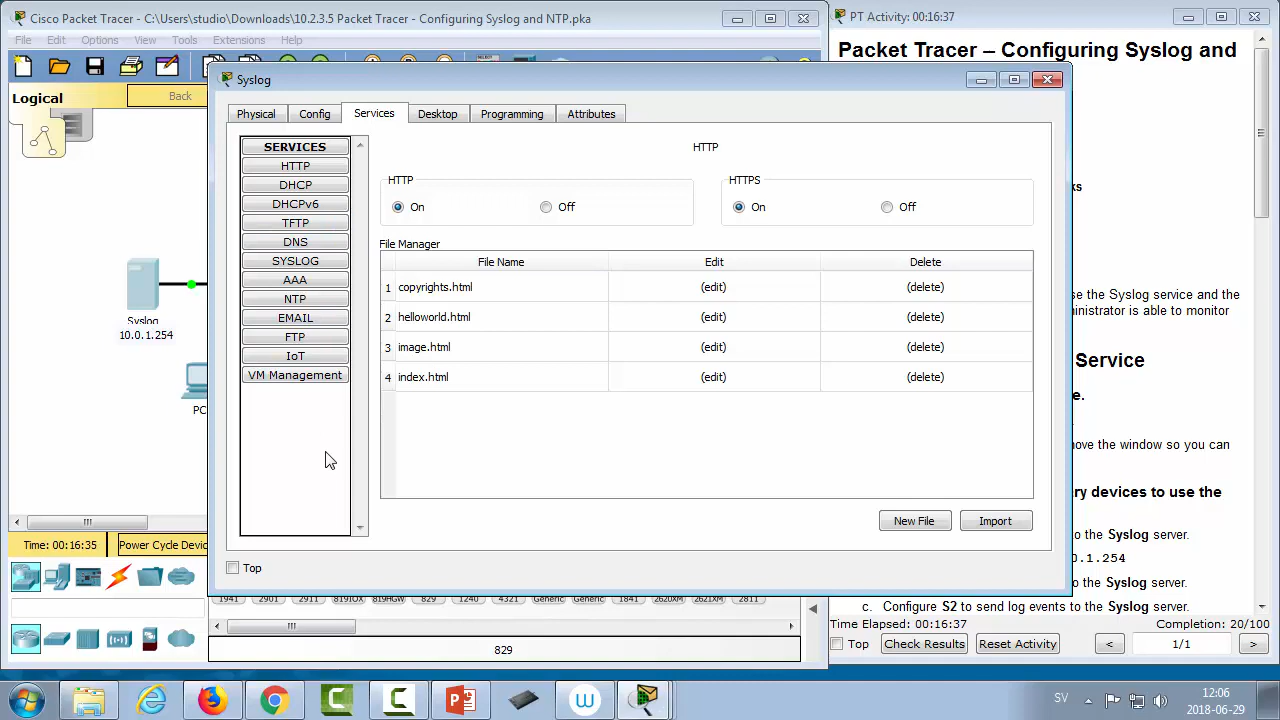 Cisco Packet Tracer - C:\Users\studio\Downloads\10.2.3.5 Packet Tracer - Configuring Syslog and NTP.pka
File Edit Options View Tools Extensions Help
Logical
Back
Syslog
10.0.1.254
PC
Time: 00:16:35
Power Cycle Devic
Syslog
Physical Config Services Desktop Programming Attributes
SERVICES
HTTP
DHCP
DHCPv6
TFTP
DNS
SYSLOG
AAA
NTP
EMAIL
FTP
IoT
VM Management
HTTP
HTTP
On Off
HTTPS
On Off
File Manager
File Name Edit Delete
1 copyrights.html (edit) (delete)
2 helloworld.html (edit) (delete)
3 image.html (edit) (delete)
4 index.html (edit) (delete)
New File Import
Top
1941 2901 2911 819IOX 819HGW 829 1240 4321 Generic Generic 1841 2620XM 2621XM 2811
829
PT Activity: 00:16:37
Packet Tracer – Configuring Syslog and
ks
se the Syslog service and the
ministrator is able to monitor
Service
e.
nove the window so you can
ry devices to use the
o the Syslog server.
.0.1.254
o the Syslog server.
c. Configure S2 to send log events to the Syslog server.
Time Elapsed: 00:16:37 Completion: 20/100
Top Check Results Reset Activity < 1/1 >
SV
12:06
2018-06-29